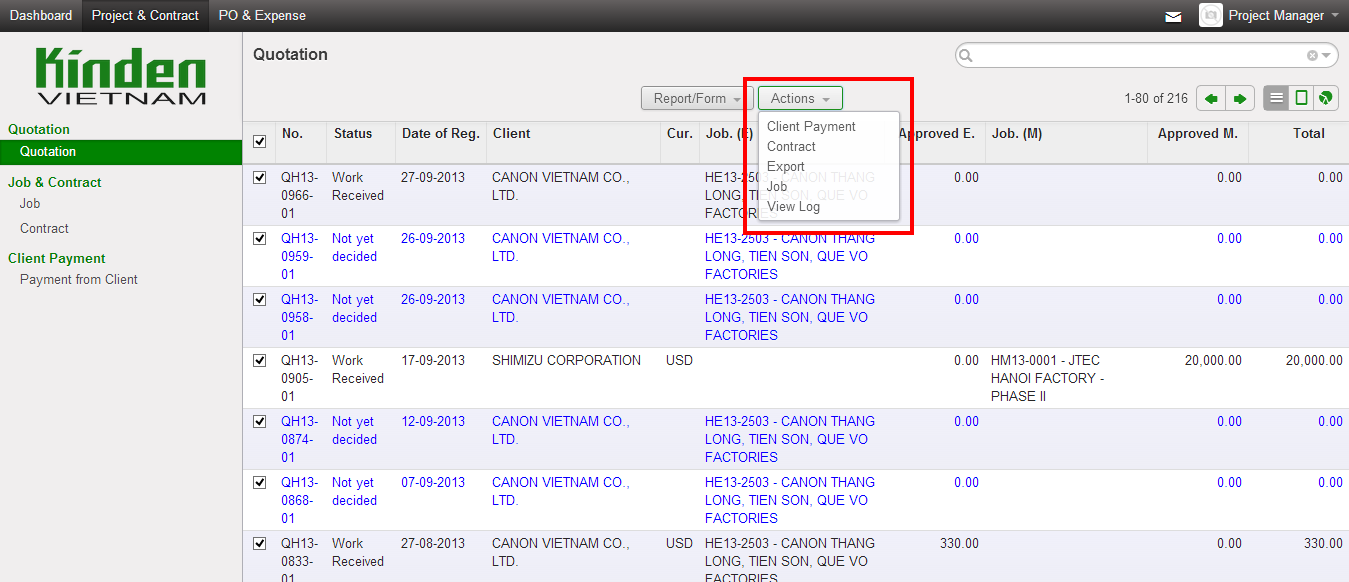 Dashboard Project & Contract PO & Expense Project Manager
Kinden
VIETNAM
Quotation
Report/Form Actions 1-80 of 216
Quotation
Quotation
Job & Contract
Job
Contract
Client Payment
Payment from Client
No. Status Date of Reg. Client Cur. Job. (E) Approved E. Job. (M) Approved M. Total
Client Payment
Contract
Export
Job
View Log
QH13- Work 27-09-2013 CANON VIETNAM CO., HE13-2503 - CANON THANG 0.00 0.00 0.00
0966- Received LTD. LONG, TIEN SON, QUE VO
01 FACTORIES
QH13- Not yet 26-09-2013 CANON VIETNAM CO., HE13-2503 - CANON THANG 0.00 0.00 0.00
0959- decided LTD. LONG, TIEN SON, QUE VO
01 FACTORIES
QH13- Not yet 26-09-2013 CANON VIETNAM CO., HE13-2503 - CANON THANG 0.00 0.00 0.00
0958- decided LTD. LONG, TIEN SON, QUE VO
01 FACTORIES
QH13- Work 17-09-2013 SHIMIZU CORPORATION USD 0.00 HM13-0001 - JTEC 20,000.00 20,000.00
0905- Received HANOI FACTORY -
01 PHASE II
QH13- Not yet 12-09-2013 CANON VIETNAM CO., HE13-2503 - CANON THANG 0.00 0.00 0.00
0874- decided LTD. LONG, TIEN SON, QUE VO
01 FACTORIES
QH13- Not yet 07-09-2013 CANON VIETNAM CO., HE13-2503 - CANON THANG 0.00 0.00 0.00
0868- decided LTD. LONG, TIEN SON, QUE VO
01 FACTORIES
QH13- Work 27-08-2013 CANON VIETNAM CO., USD HE13-2503 - CANON THANG 330.00 0.00 330.00
0833- Received LTD. LONG, TIEN SON, QUE VO
01 FACTORIES